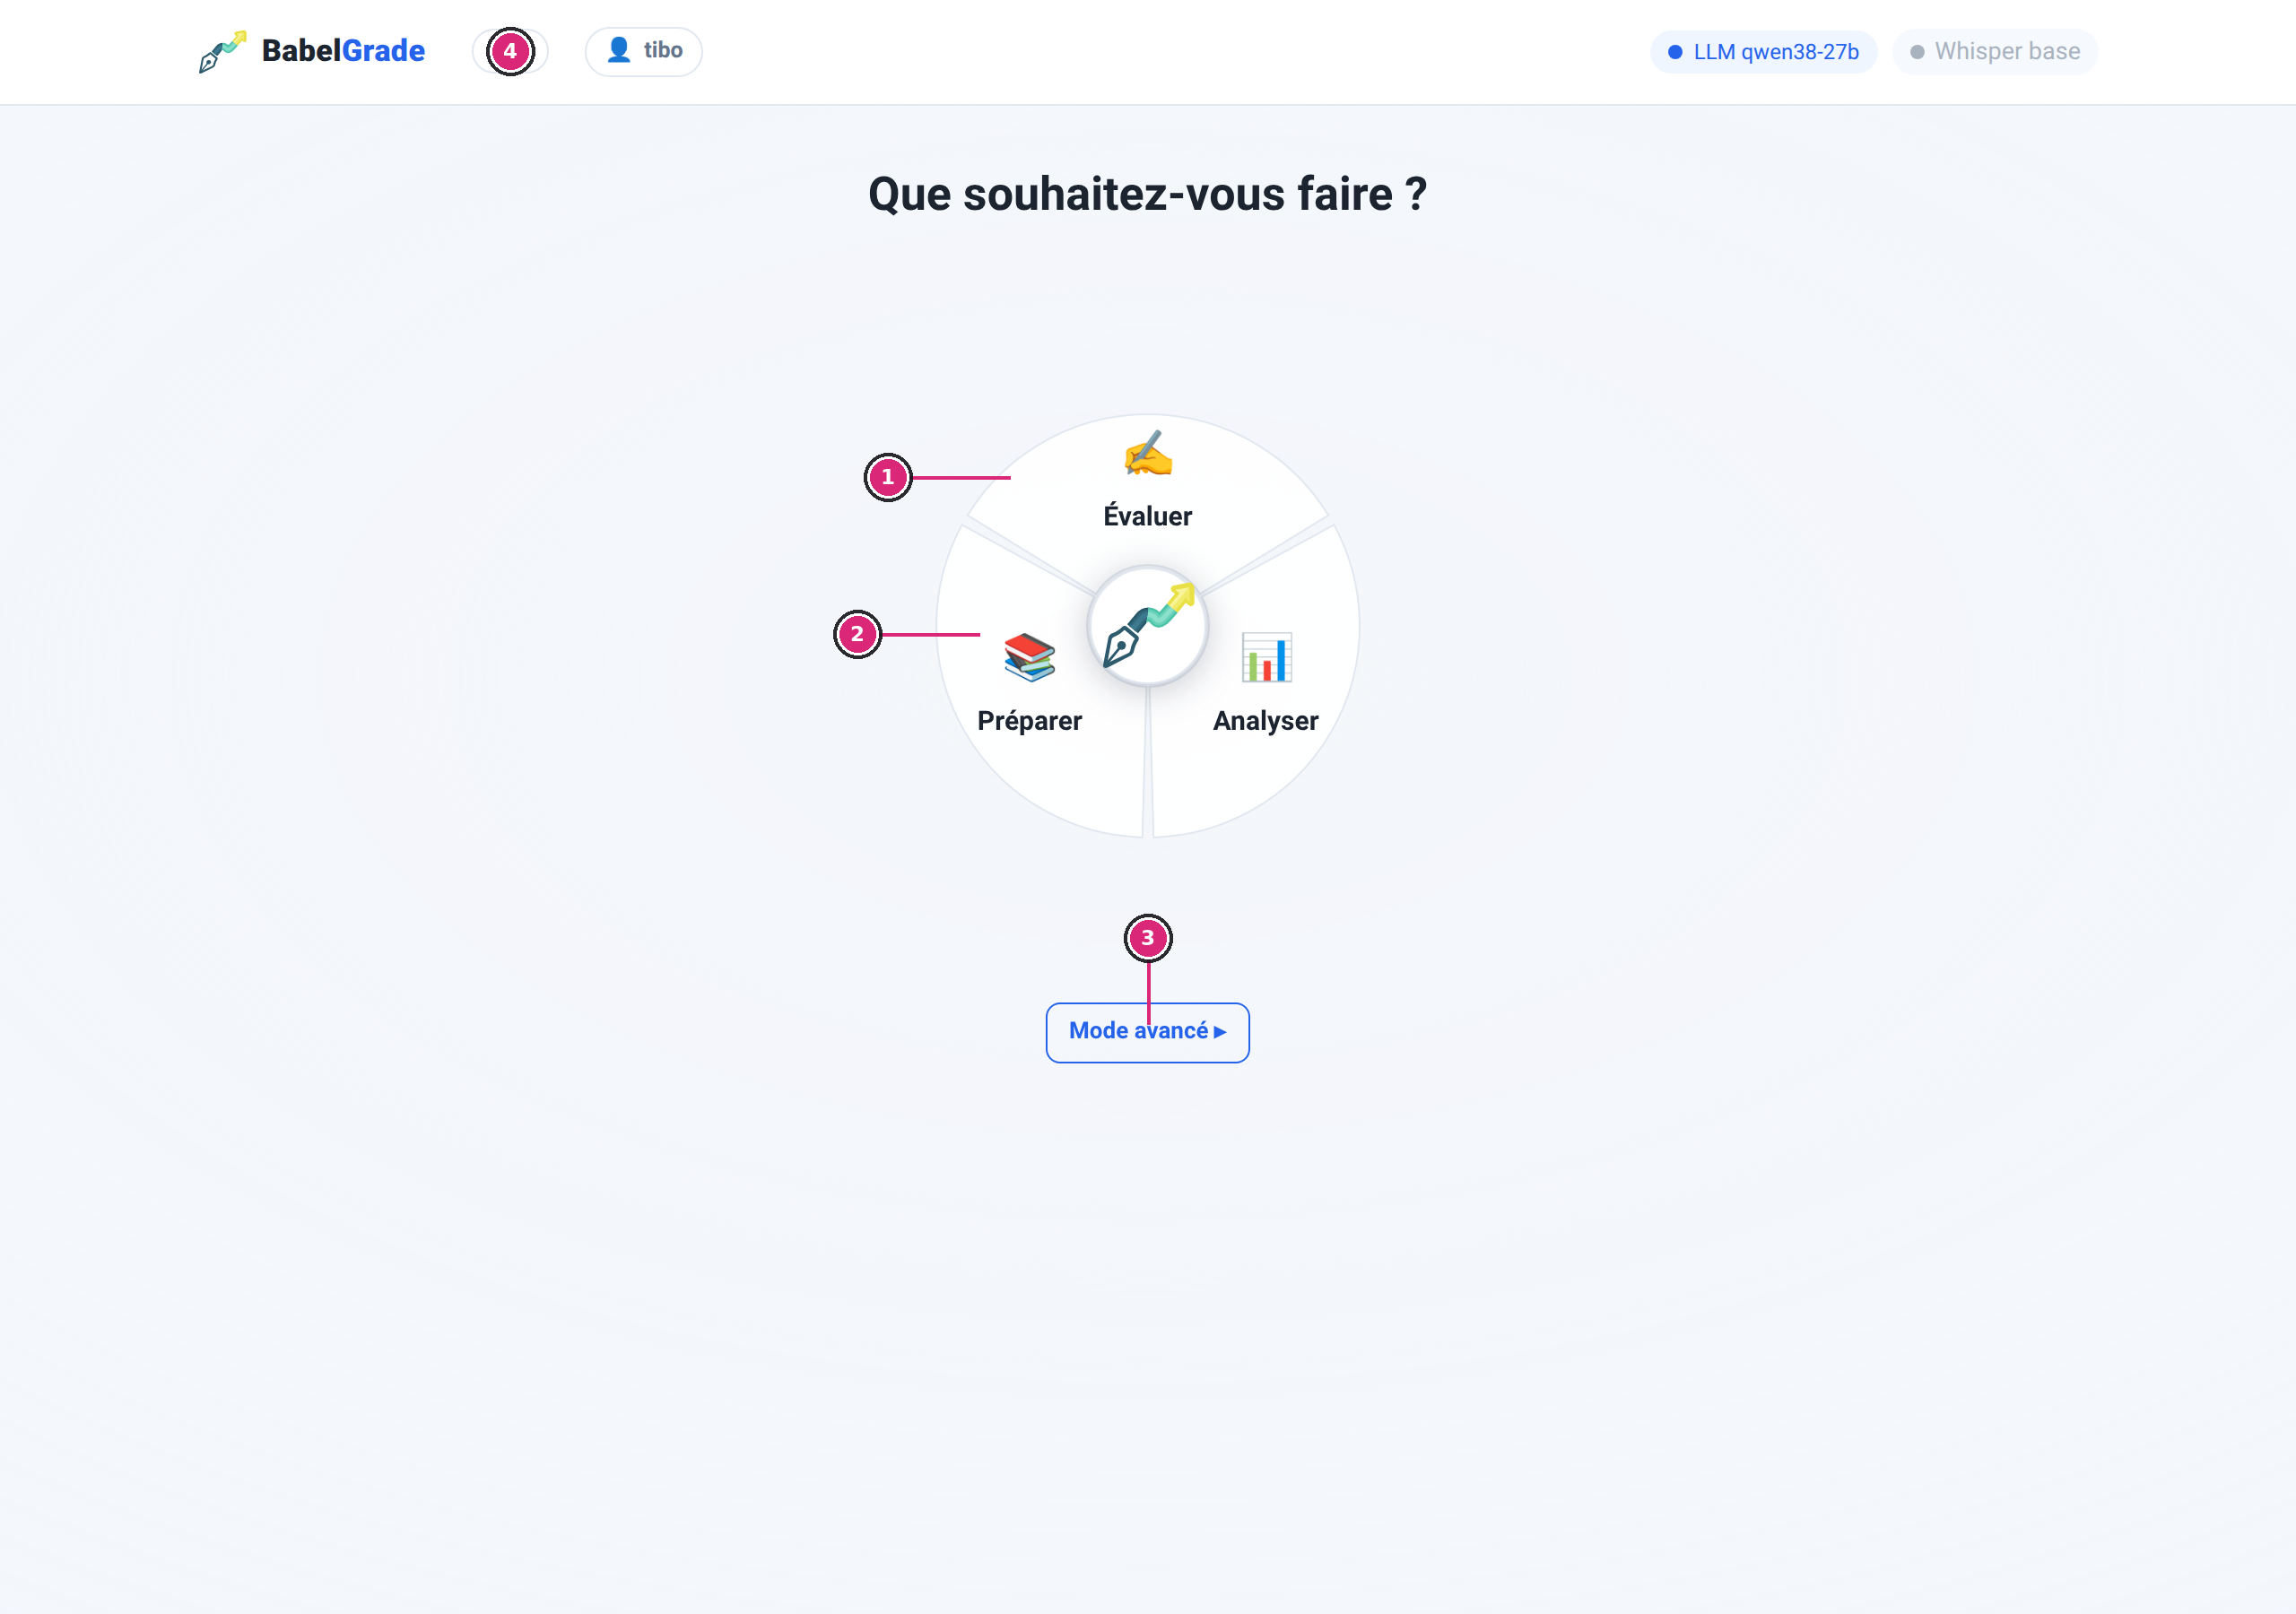 BabelGrade 4 tibo LLM qwen38-27b Whisper base
Que souhaitez-vous faire ?
1
Évaluer
2
Préparer Analyser
3
Mode avancé ▸